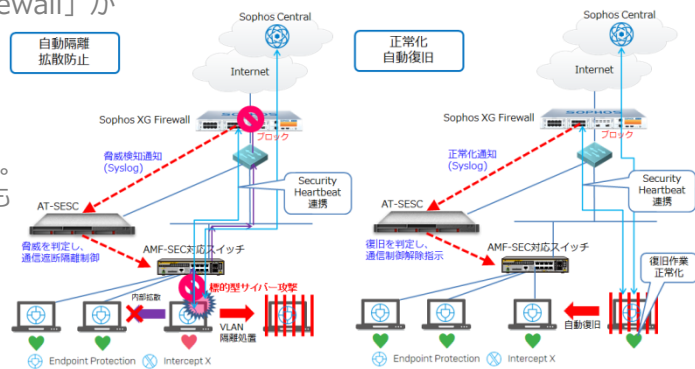 ewall」が
。
も
自動隔離
拡散防止
Sophos Central
Internet
Sophos XG Firewall
SOPHOS
ブロック
脅威検知通知
(Syslog)
Security
Heartbeat
連携
AT-SESC
脅威を判定し、
通信遮断隔離制御
AMF-SEC対応スイッチ
標的型サイバー攻撃
内部拡散
VLAN
隔離処置
Endpoint Protection
Intercept X
正常化
自動復旧
Sophos Central
Internet
Sophos XG Firewall
SOPHOS
ブロック
正常化通知
(Syslog)
Security
Heartbeat
連携
AT-SESC
復旧を判定し、
通信制御解除指示
AMF-SEC対応スイッチ
復旧作業
正常化
自動復旧
Endpoint Protection
Intercept X